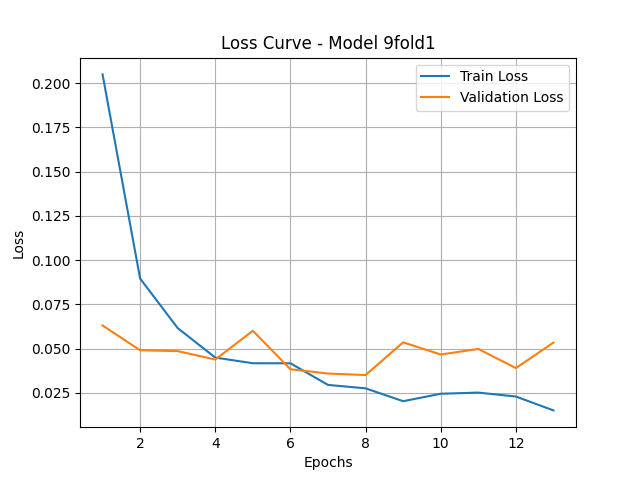 Loss Curve - Model 9fold1
Train Loss
Validation Loss
0.200
0.175
0.150
0.125
0.100
0.075
0.050
0.025
Loss
2 4 6 8 10 12
Epochs